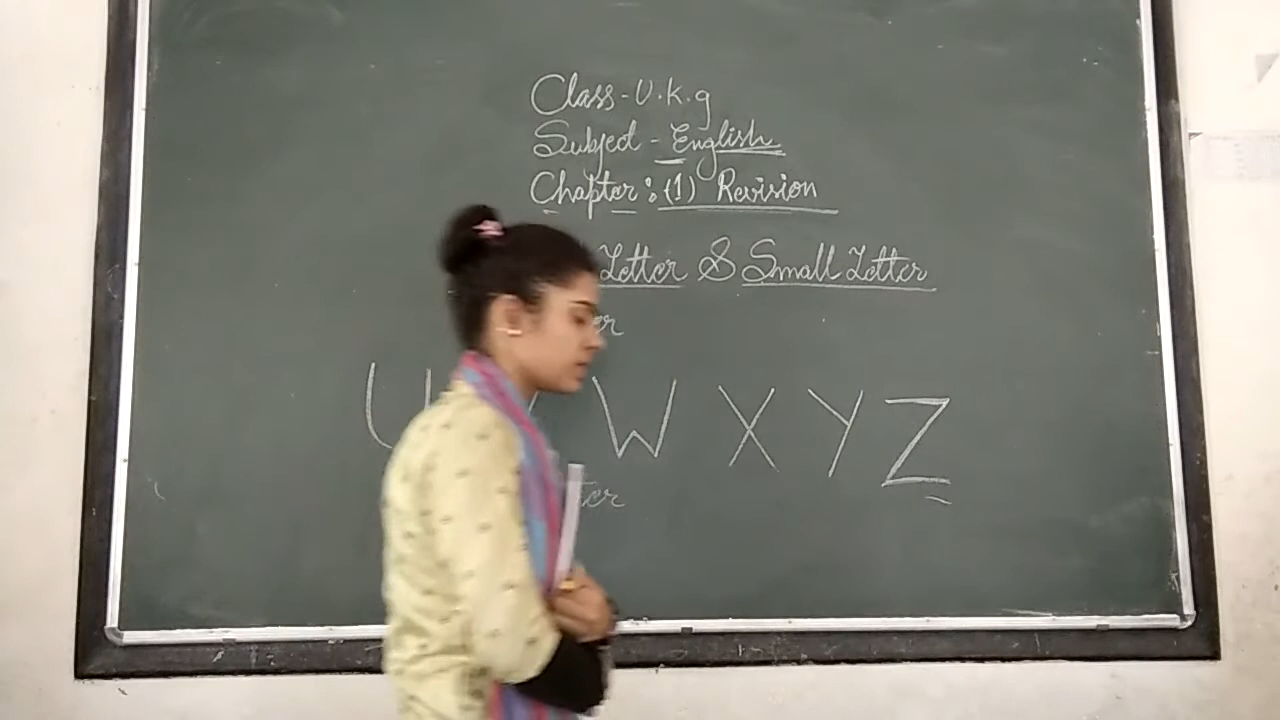 Class - U.K.g
Subject - English
Chapter : (1) Revision
Letter & Small Letter
U W X Y Z